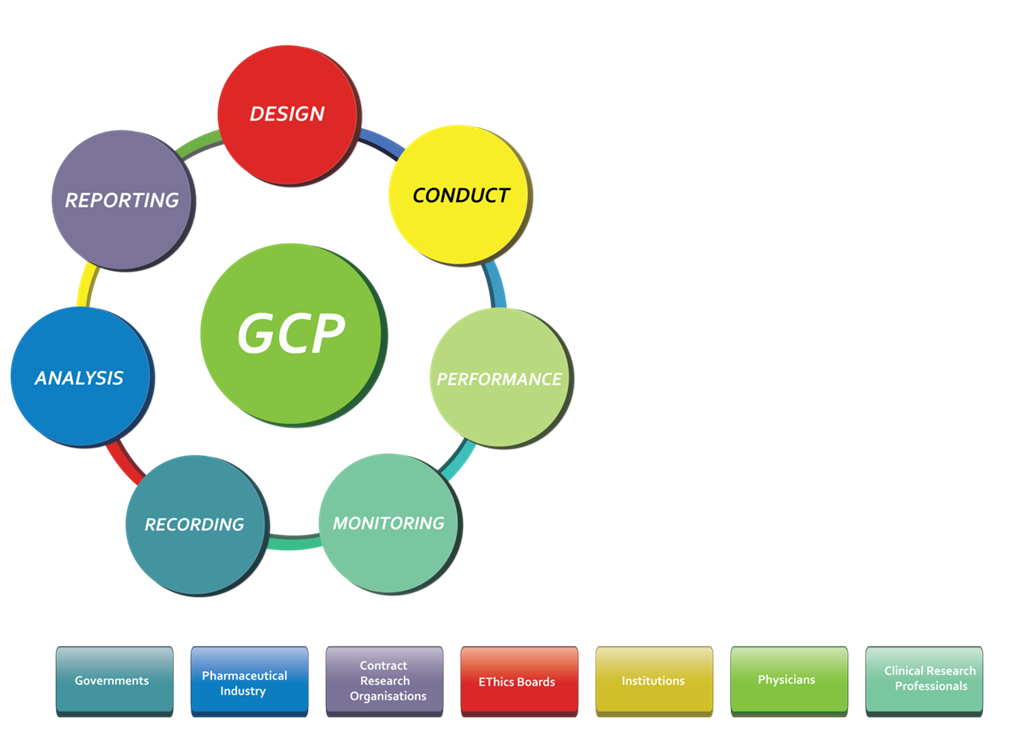 DESIGN
CONDUCT
REPORTING
GCP
ANALYSIS
PERFORMANCE
RECORDING
MONITORING
Governments
Pharmaceutical
Industry
Contract
Research
Organisations
EThics Boards
Institutions
Physicians
Clinical Research
Professionals